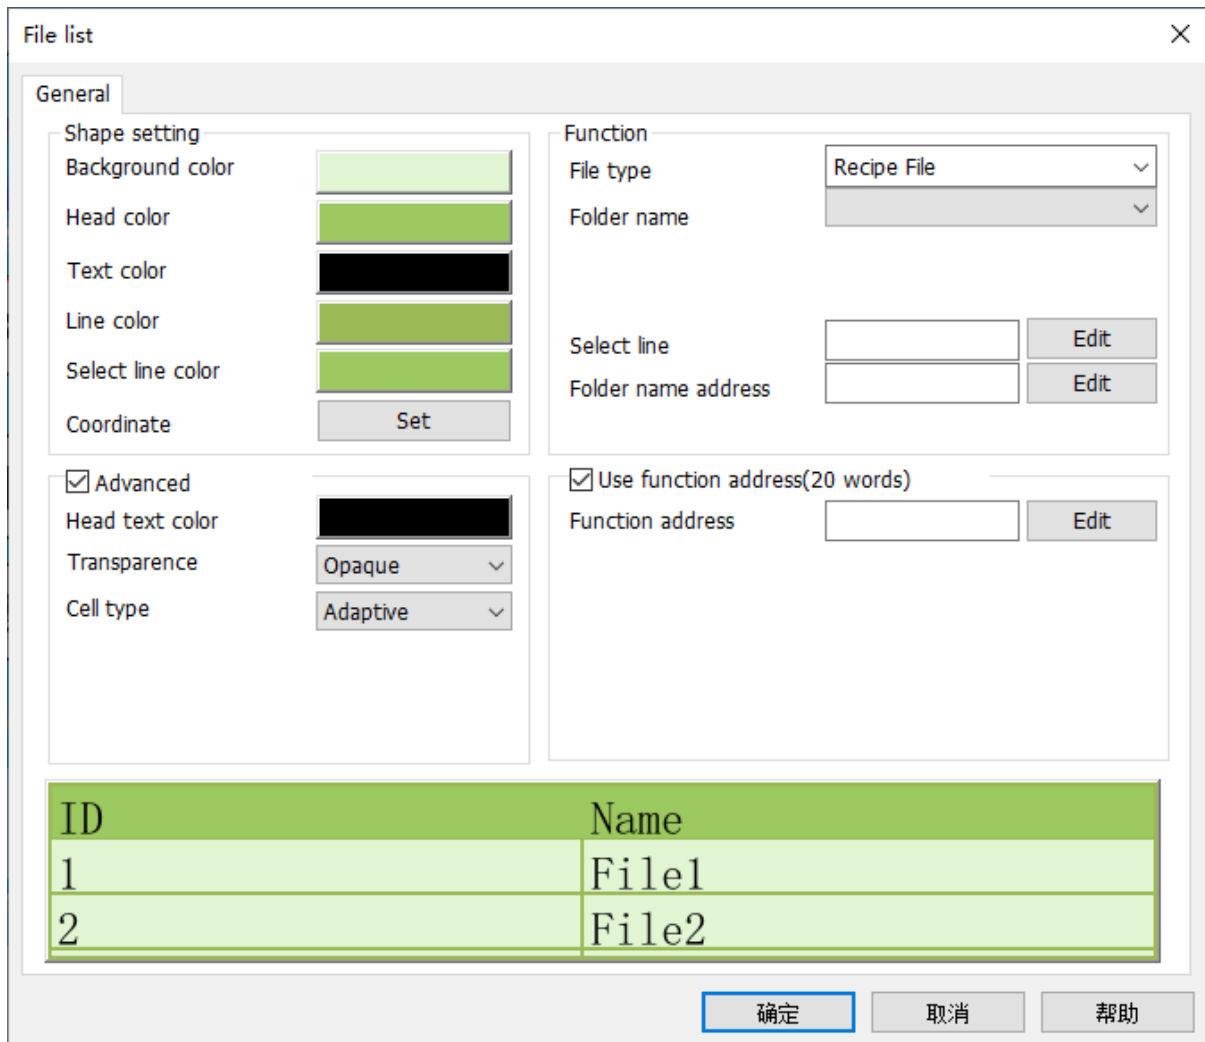 File list
General
Shape setting
Background color
Head color
Text color
Line color
Select line color
Coordinate
Set
Function
File type
Recipe File
Folder name
Select line
Edit
Folder name address
Edit
Advanced
Head text color
Transparence
Opaque
Cell type
Adaptive
Use function address(20 words)
Function address
Edit
ID Name
1 File1
2 File2
确定 取消 帮助